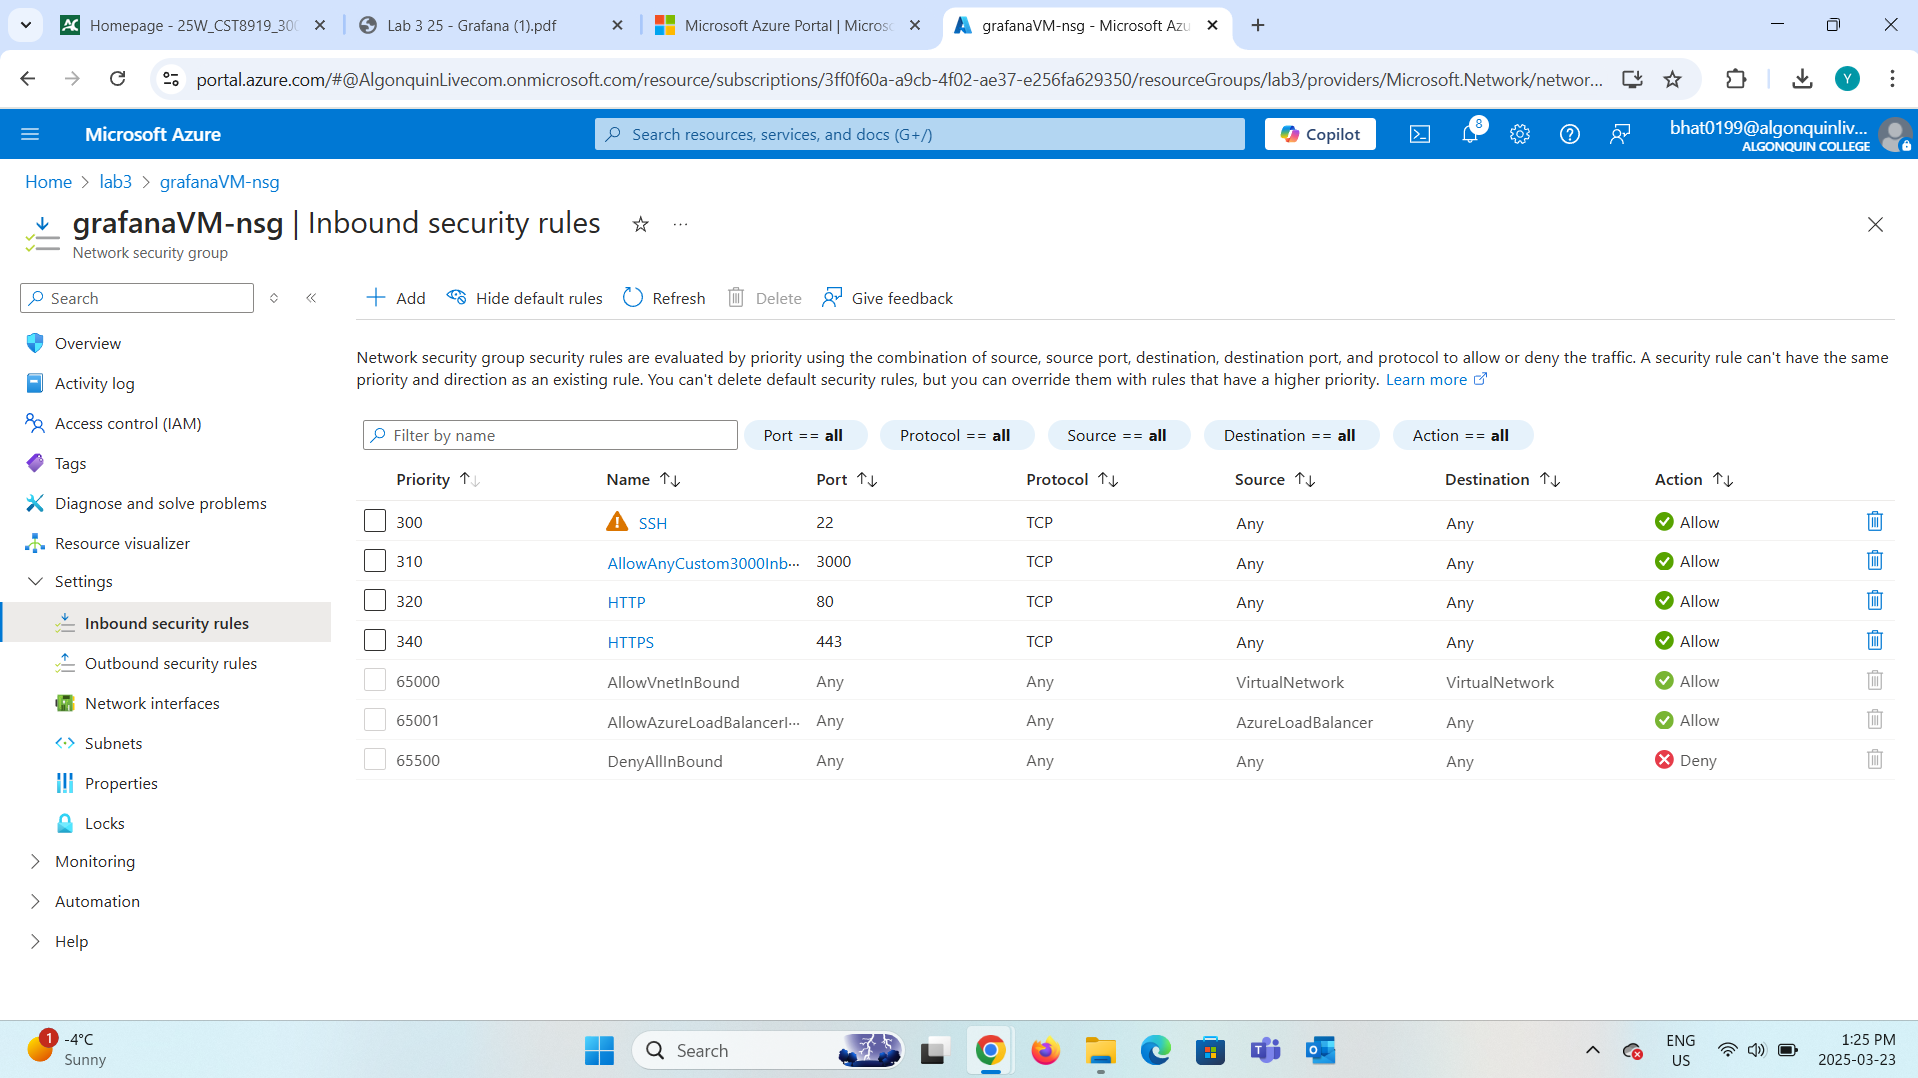 Homepage - 25W_CST8919_300
Lab 3 25 - Grafana (1).pdf
Microsoft Azure Portal | Microso
grafanaVM-nsg - Microsoft Azu
portal.azure.com/#@AlgonquinLivecom.onmicrosoft.com/resource/subscriptions/3ff0f60a-a9cb-4f02-ae37-e256fa629350/resourceGroups/lab3/providers/Microsoft.Network/networ...
Y
Microsoft Azure
Search resources, services, and docs (G+/)
Copilot
8
bhat0199@algonquinliv...
ALGONQUIN COLLEGE
Home > lab3 > grafanaVM-nsg
grafanaVM-nsg | Inbound security rules
Network security group
Search
Add
Hide default rules
Refresh
Delete
Give feedback
Overview
Activity log
Access control (IAM)
Tags
Diagnose and solve problems
Resource visualizer
Settings
Inbound security rules
Outbound security rules
Network interfaces
Subnets
Properties
Locks
Monitoring
Automation
Help
Network security group security rules are evaluated by priority using the combination of source, source port, destination, destination port, and protocol to allow or deny the traffic. A security rule can't have the same
priority and direction as an existing rule. You can't delete default security rules, but you can override them with rules that have a higher priority. Learn more
Filter by name
Port == all
Protocol == all
Source == all
Destination == all
Action == all
Priority Name Port Protocol Source Destination Action
300 SSH 22 TCP Any Any Allow
310 AllowAnyCustom3000Inb... 3000 TCP Any Any Allow
320 HTTP 80 TCP Any Any Allow
340 HTTPS 443 TCP Any Any Allow
65000 AllowVnetInBound Any Any VirtualNetwork VirtualNetwork Allow
65001 AllowAzureLoadBalancerI... Any Any AzureLoadBalancer Any Allow
65500 DenyAllInBound Any Any Any Any Deny
1
-4°C
Sunny
Search
ENG
US
1:25 PM
2025-03-23